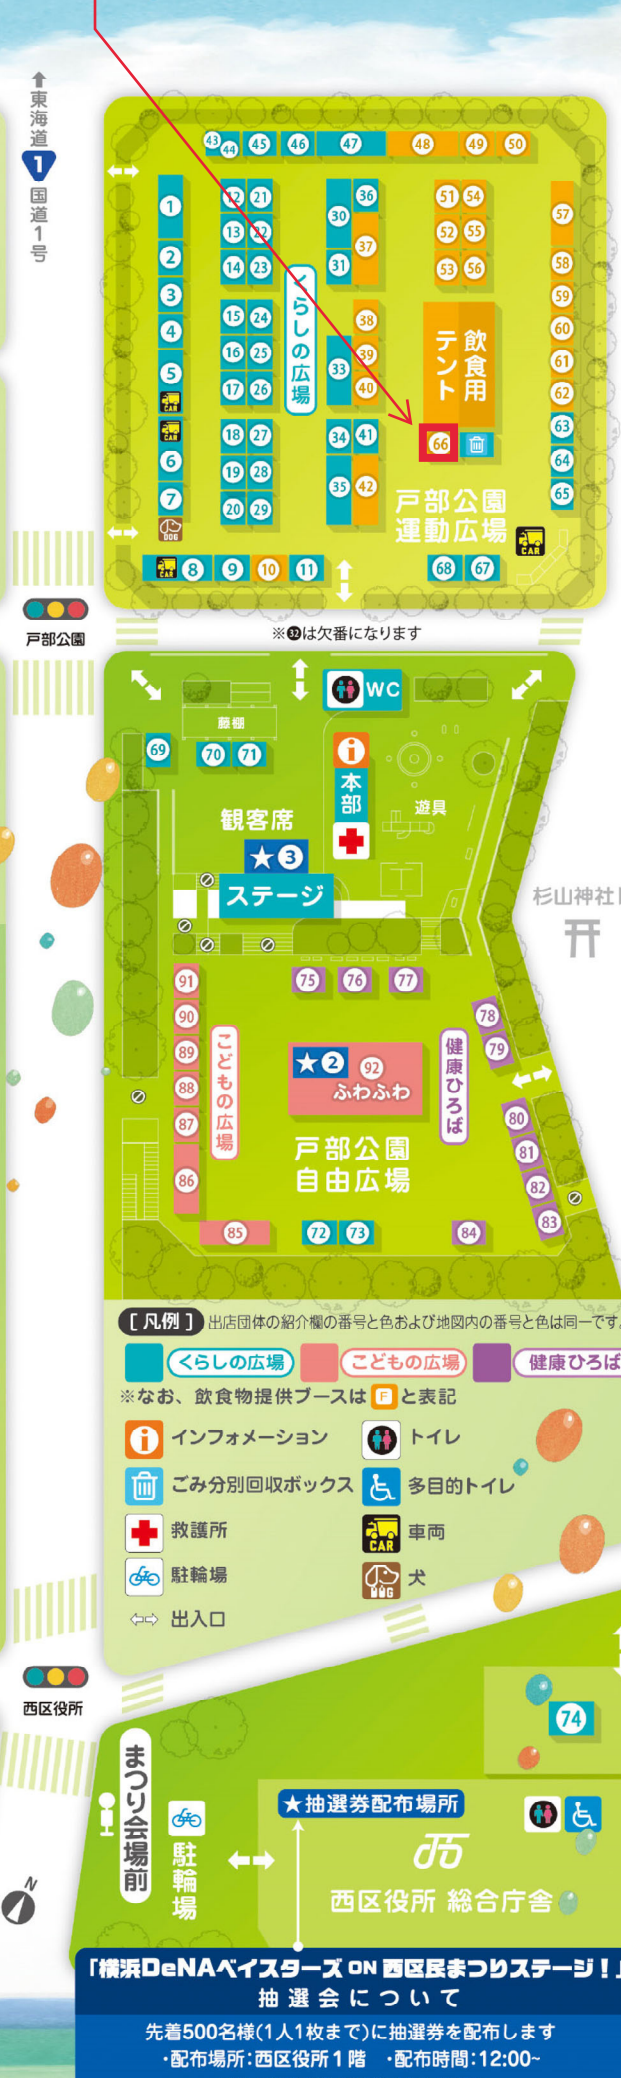 東海道
1
国道1号
43 44 45 46 47 48 49 50
1 12 21 30 36 51 54 57
2 13 22 37 52 55
14 23 31 53 56 58
3 くらしの広場 59
4 15 24 38 飲食用テント 60
16 25 33 39 61
5 17 26 40 62
CAR
CAR 18 27 34 41 66 63
6 19 28 64
7 20 29 35 42 戸部公園 65
DOG 運動広場 CAR
CAR 8 9 10 11 68 67
戸部公園
※32は欠番になります
WC
藤棚
69 70 71
本部
遊具
観客席
★3
ステージ
杉山神社
91 75 76 77
90 78
89 こどもの広場 ★2 92 健康ひろば 79
88 ふわふわ
87 80
戸部公園 81
86 自由広場 82
83
85 72 73 84
[凡例] 出店団体の紹介欄の番号と色および地図内の番号と色は同一です。
くらしの広場 こどもの広場 健康ひろば
※なお、飲食物提供ブースは F と表記
インフォメーション トイレ
ごみ分別回収ボックス 多目的トイレ
救護所 CAR 車両
駐輪場 DOG 犬
出入口
西区役所
74
まつり会場前
★抽選券配布場所
駐輪場
西区役所 総合庁舎
N
「横浜DeNAベイスターズ ON 西区民まつりステージ!」
抽選会について
先着500名様(1人1枚まで)に抽選券を配布します
・配布場所:西区役所1階 ・配布時間:12:00~